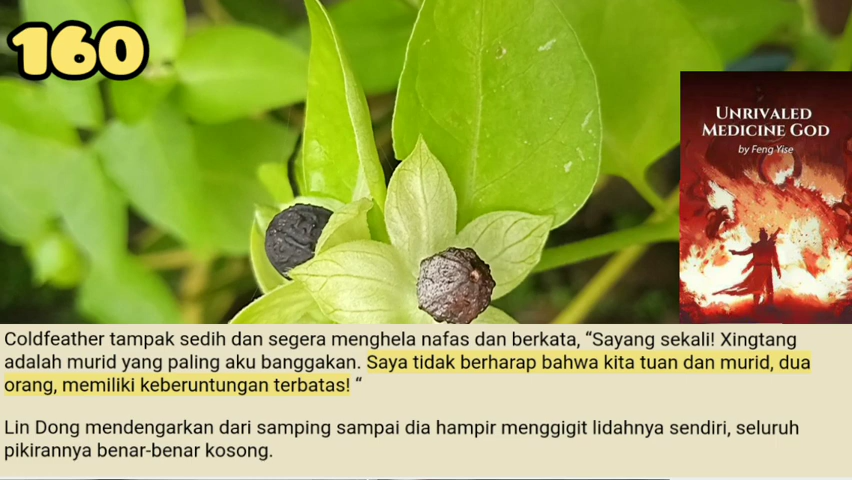 160
UNRIVALED
MEDICINE GOD
by Feng Yise
Coldfeather tampak sedih dan segera menghela nafas dan berkata, “Sayang sekali! Xingtang
adalah murid yang paling aku banggakan. Saya tidak berharap bahwa kita tuan dan murid, dua
orang, memiliki keberuntungan terbatas! “
Lin Dong mendengarkan dari samping sampai dia hampir menggigit lidahnya sendiri, seluruh
pikirannya benar-benar kosong.